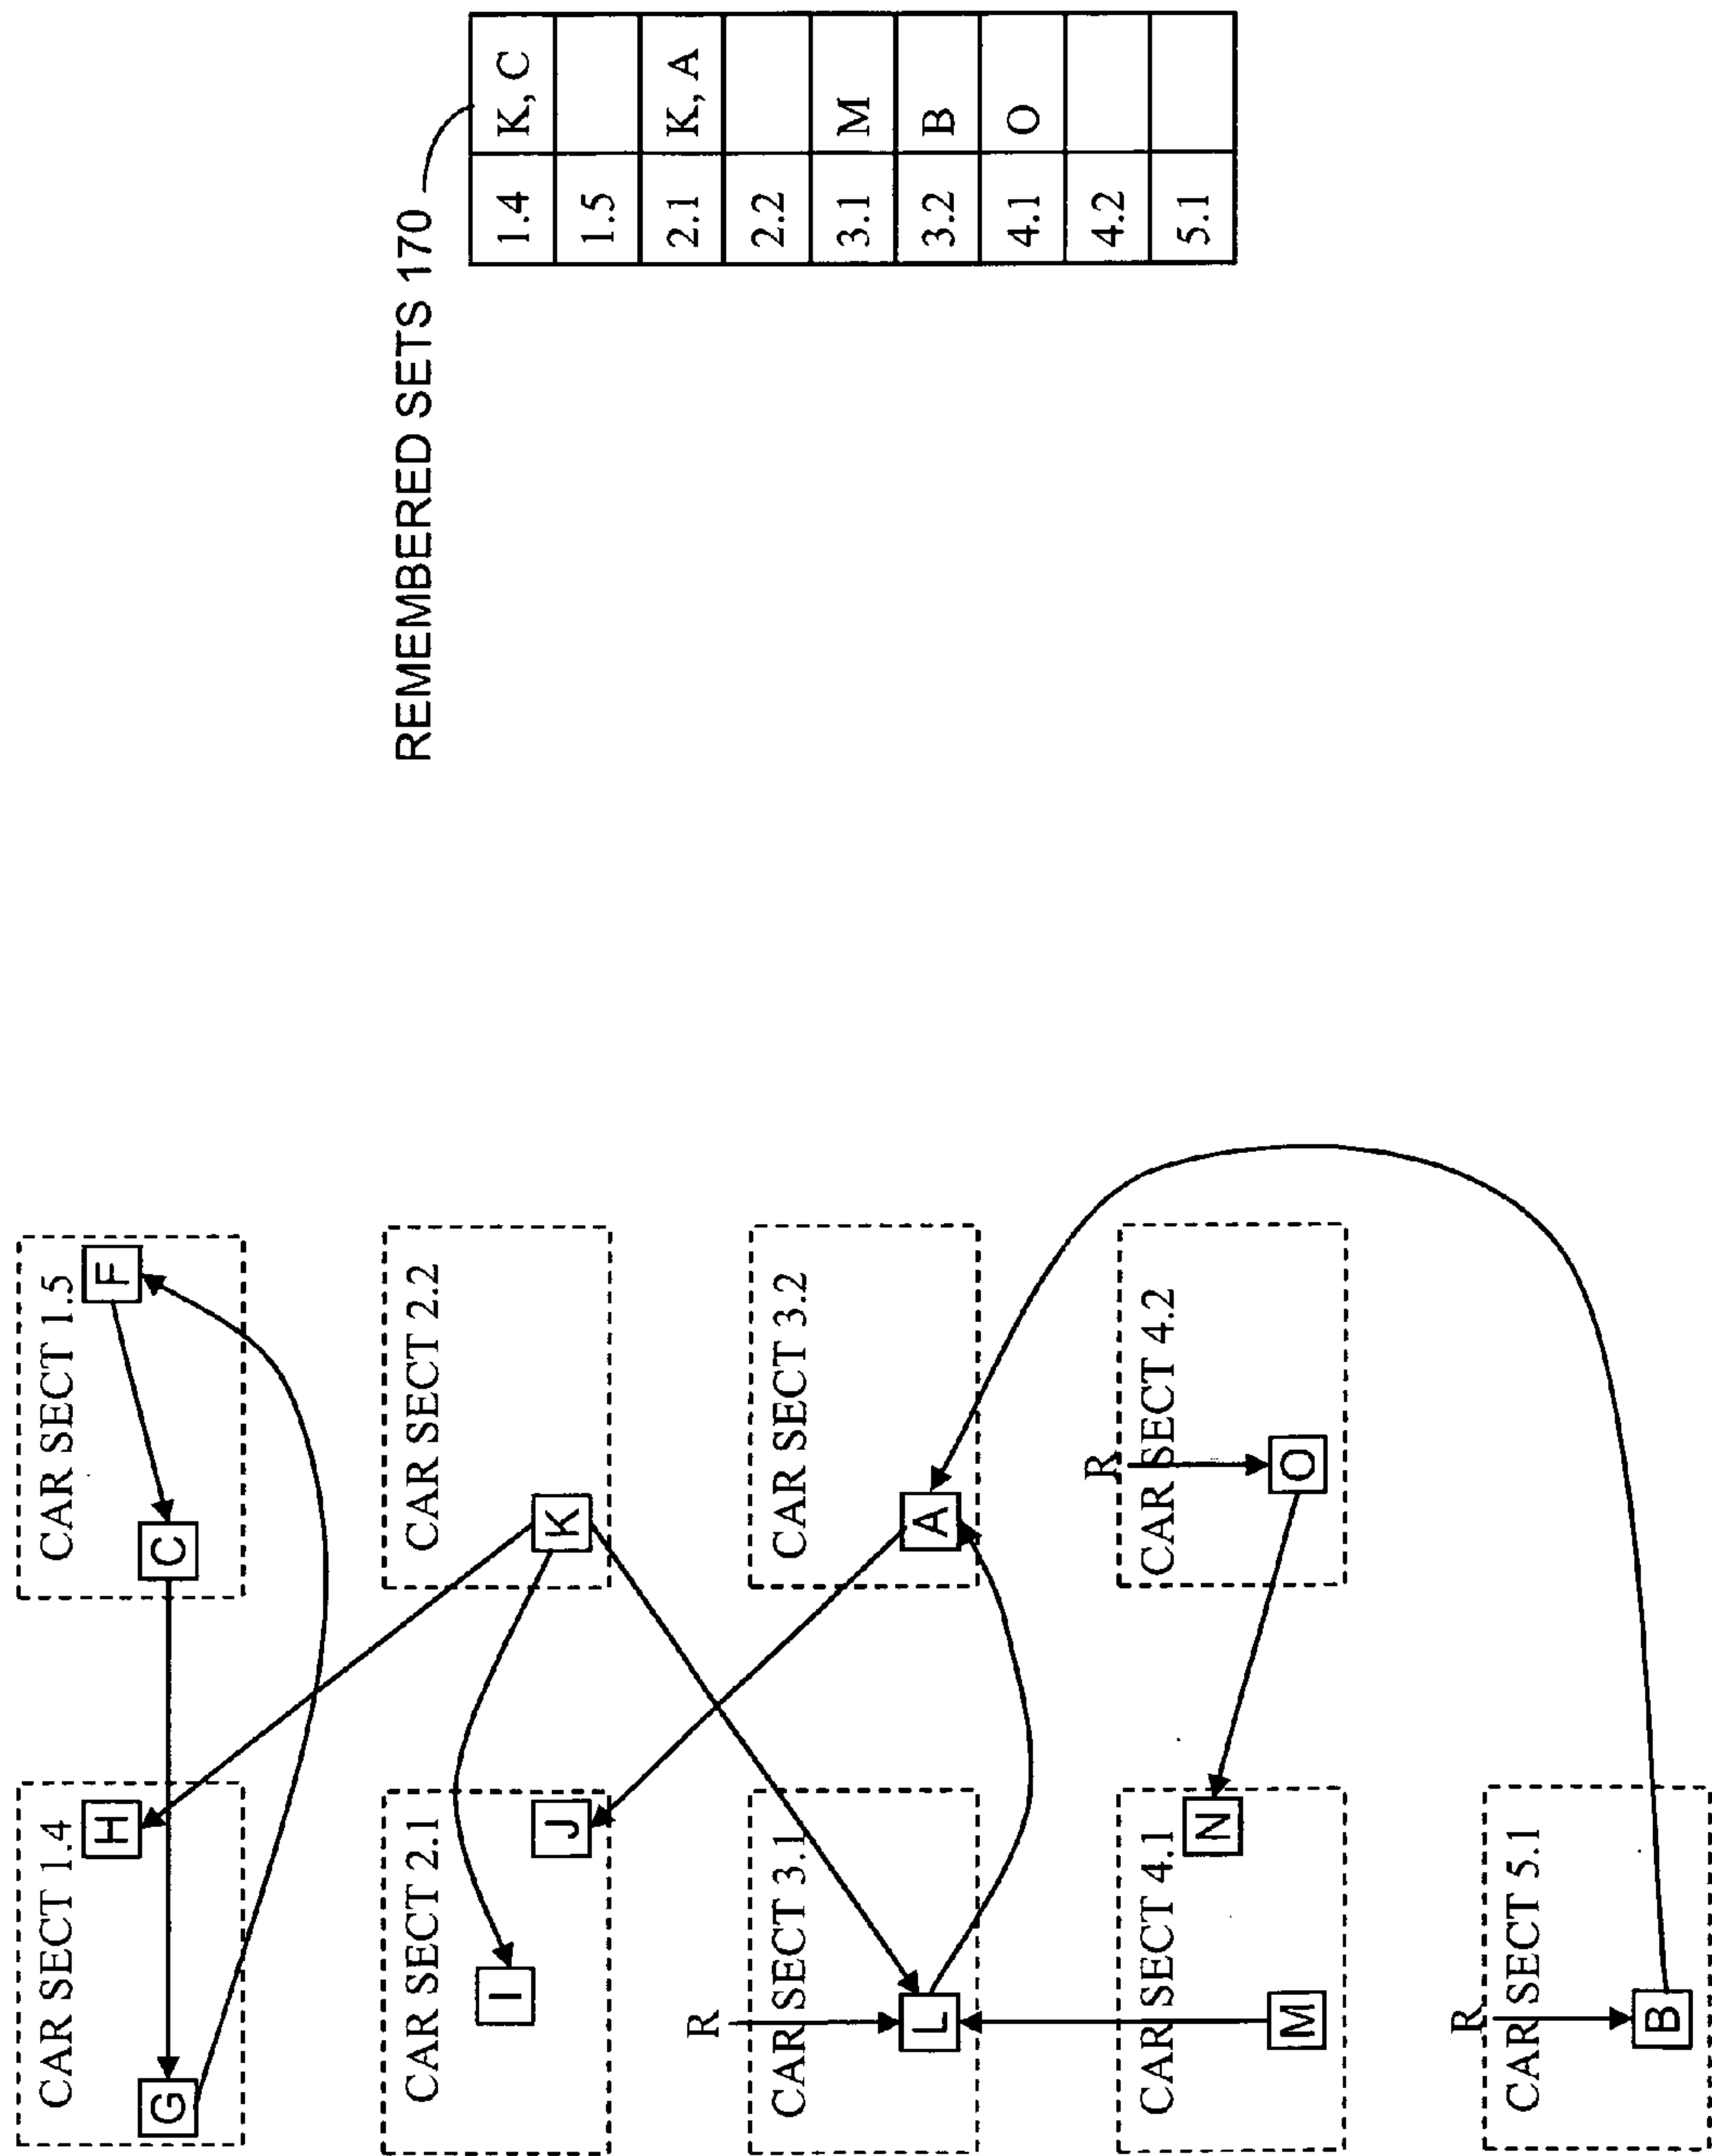 CAR SECT 1.4
H
G
CAR SECT 1.5
F
C
CAR SECT 2.1
J
I
CAR SECT 2.2
K
R
CAR SECT 3.1
L
CAR SECT 3.2
A
R
CAR SECT 4.1
N
M
CAR SECT 4.2
O
R
CAR SECT 5.1
B
REMEMBERED SETS 170
1.4 K, C
1.5
2.1 K, A
2.2
3.1 M
3.2 B
4.1 O
4.2
5.1